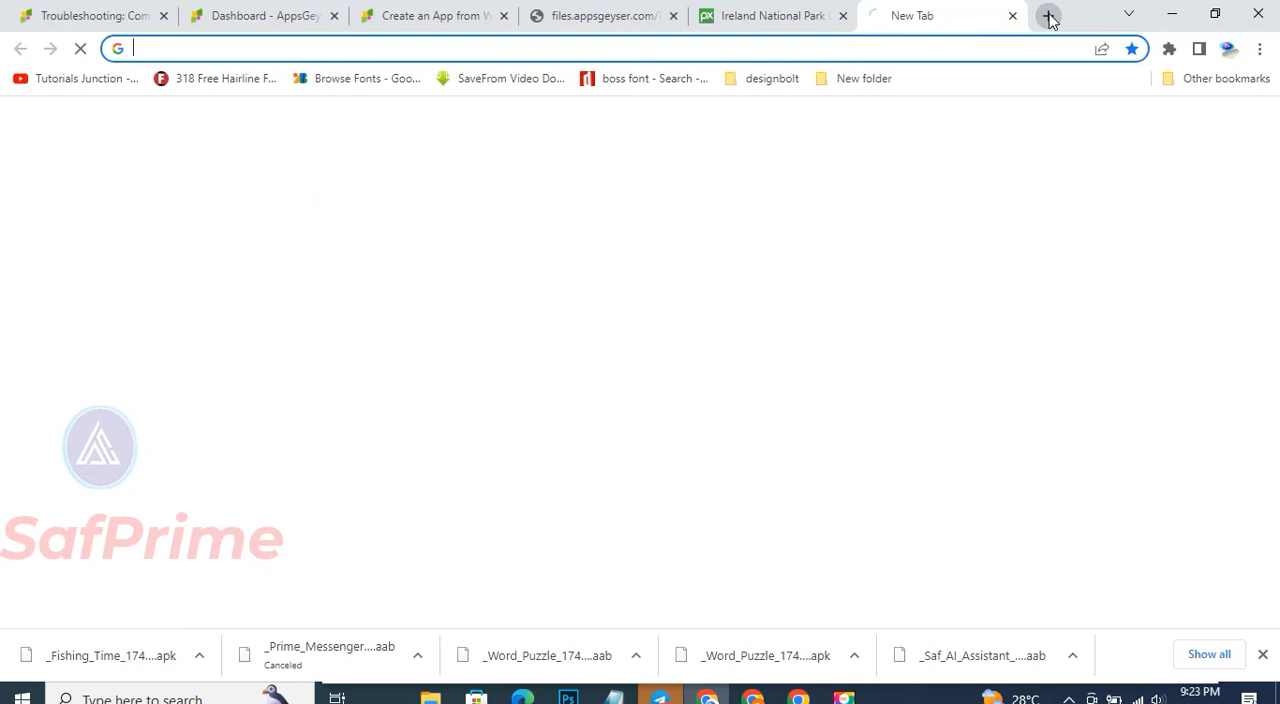 Troubleshooting: Com
Dashboard - AppsGey
Create an App from W
files.appsgeyser.com/
Ireland National Park
New Tab
Tutorials Junction -...
318 Free Hairline F...
Browse Fonts - Goo...
SaveFrom Video Do...
boss font - Search -...
designbolt
New folder
Other bookmarks
SafPrime
_Fishing_Time_174....apk
_Prime_Messenger....aab
Canceled
_Word_Puzzle_174....aab
_Word_Puzzle_174....apk
_Saf_AI_Assistant_....aab
Show all
Type here to search
28°C
9:23 PM